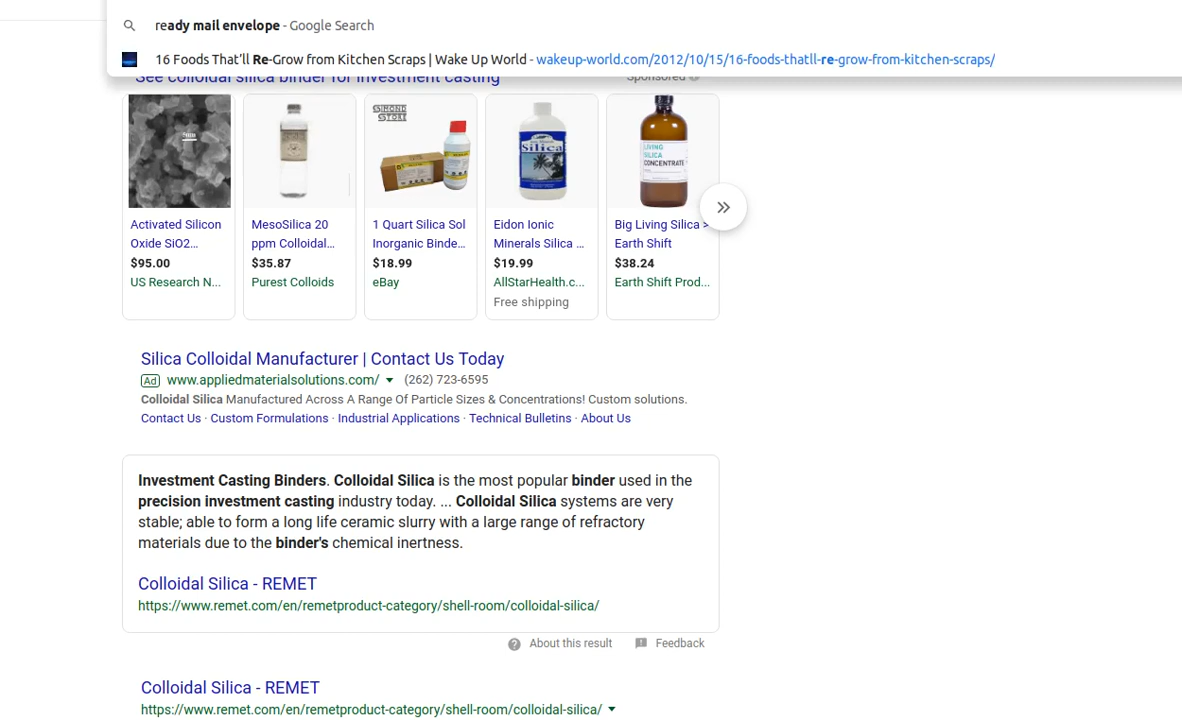 ready mail envelope - Google Search
16 Foods That'll Re-Grow from Kitchen Scraps | Wake Up World - wakeup-world.com/2012/10/15/16-foods-thatll-re-grow-from-kitchen-scraps/
See colloidal silica binder for investment casting
Sponsored
SIMOND STORE
Silica
LIVING
SILICA
CONCENTRATE
Activated Silicon
Oxide SiO2...
$95.00
US Research N...
MesoSilica 20
ppm Colloidal...
$35.87
Purest Colloids
1 Quart Silica Sol
Inorganic Binde...
$18.99
eBay
Eidon Ionic
Minerals Silica ...
$19.99
AllStarHealth.c...
Free shipping
Big Living Silica >
Earth Shift
$38.24
Earth Shift Prod...
Silica Colloidal Manufacturer | Contact Us Today
Ad www.appliedmaterialsolutions.com/ (262) 723-6595
Colloidal Silica Manufactured Across A Range Of Particle Sizes & Concentrations! Custom solutions.
Contact Us · Custom Formulations · Industrial Applications · Technical Bulletins · About Us
Investment Casting Binders. Colloidal Silica is the most popular binder used in the
precision investment casting industry today. ... Colloidal Silica systems are very
stable; able to form a long life ceramic slurry with a large range of refractory
materials due to the binder's chemical inertness.
Colloidal Silica - REMET
https://www.remet.com/en/remetproduct-category/shell-room/colloidal-silica/
About this result Feedback
Colloidal Silica - REMET
https://www.remet.com/en/remetproduct-category/shell-room/colloidal-silica/